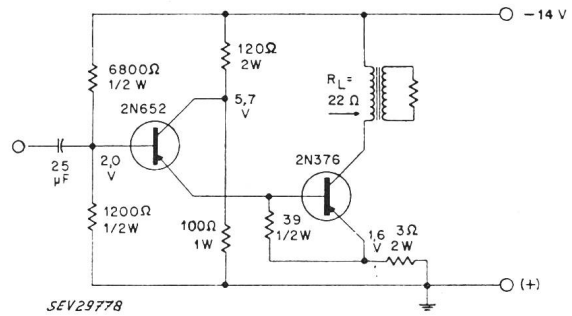 − 14 V
6800Ω
1/2 W
120Ω
2W
RL =
22 Ω
2N652
5,7
V
2N376
25
µF
2,0
V
1200Ω
1/2W
100Ω
1W
39
1/2W
1,6
V
3Ω
2W
(+)
SEV29778